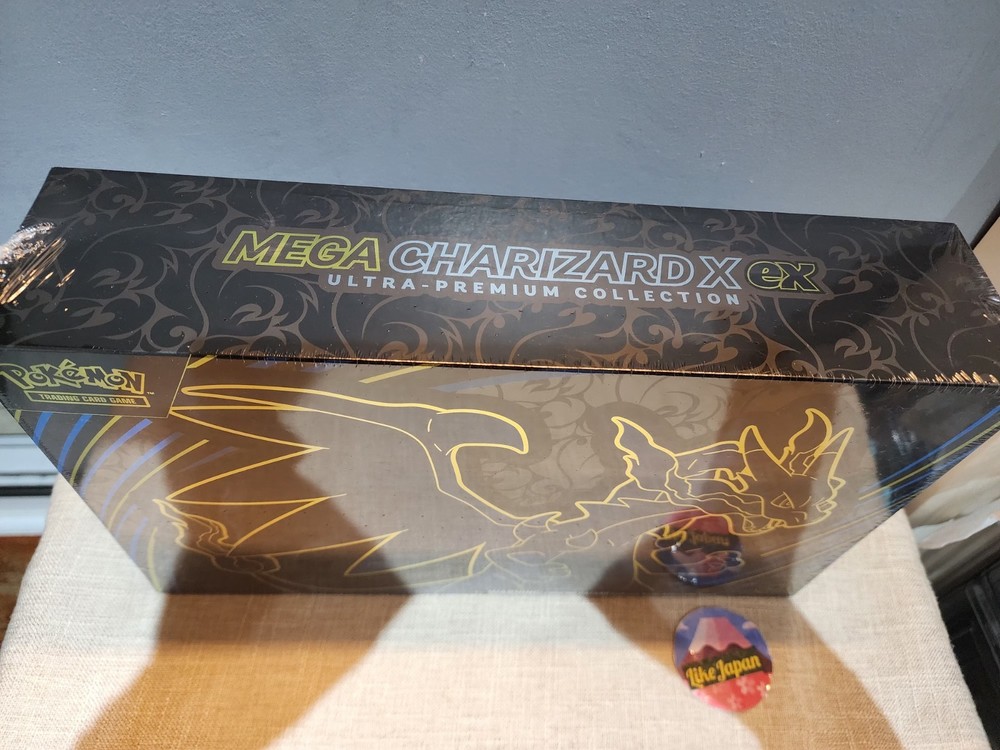 MEGA CHARIZARD X ex
ULTRA-PREMIUM COLLECTION
POKéMON
TRADING CARD GAME
Like Japan